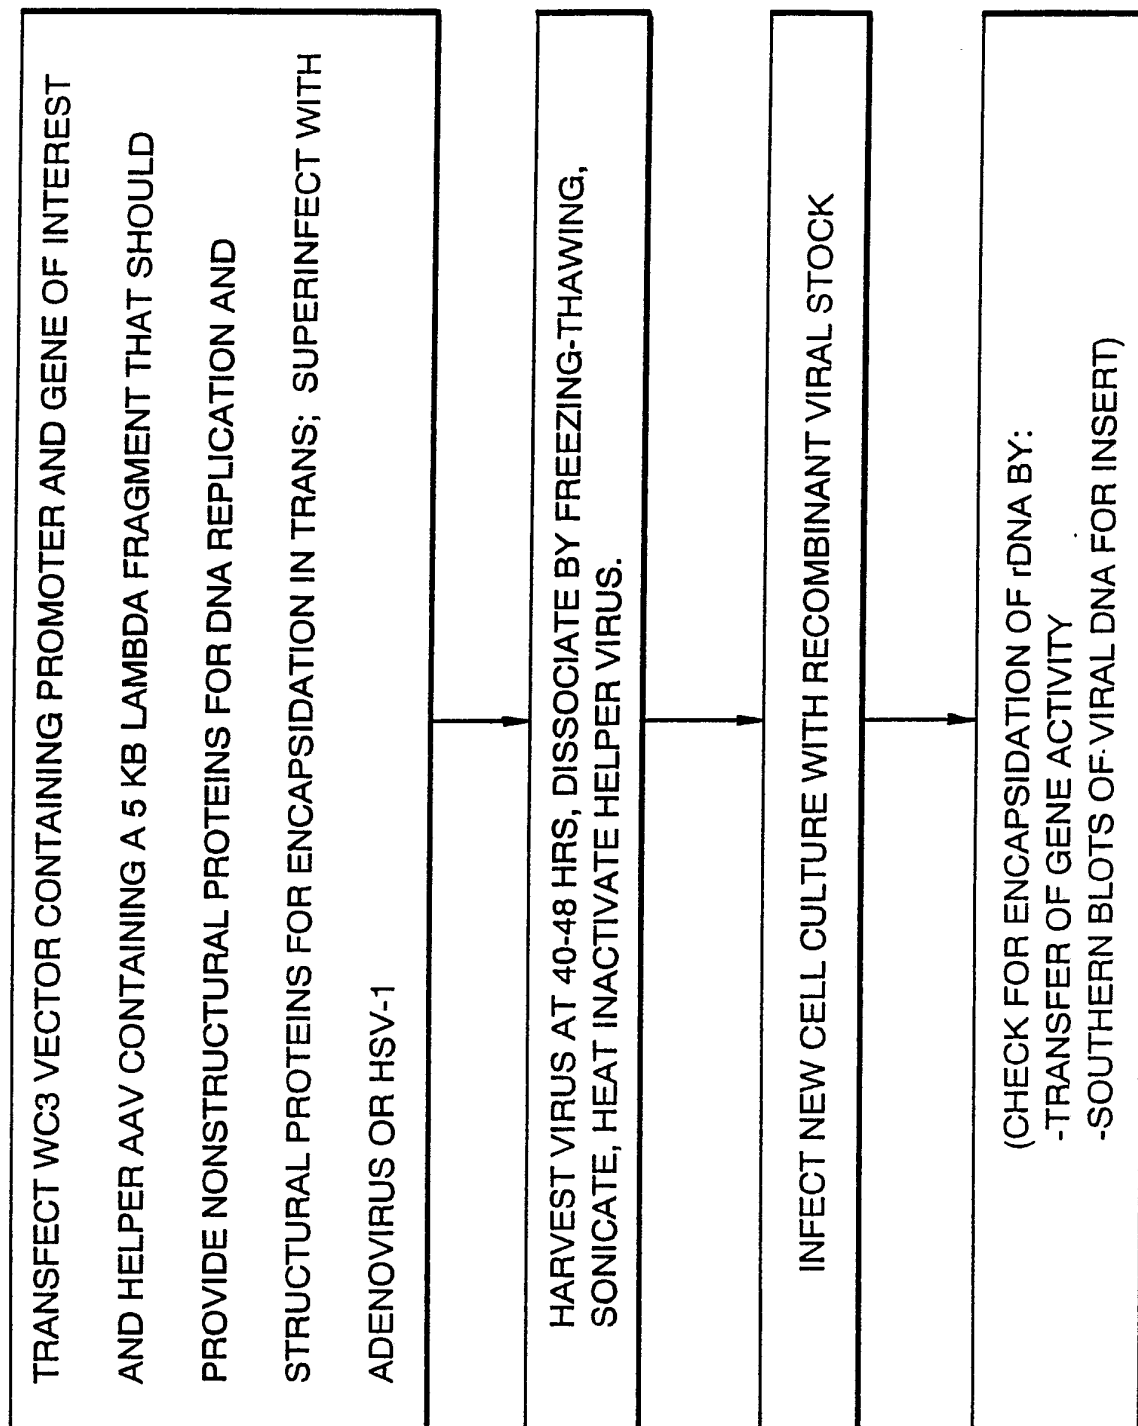 TRANSFECT WC3 VECTOR CONTAINING PROMOTER AND GENE OF INTEREST
AND HELPER AAV CONTAINING A 5 KB LAMBDA FRAGMENT THAT SHOULD
PROVIDE NONSTRUCTURAL PROTEINS FOR DNA REPLICATION AND
STRUCTURAL PROTEINS FOR ENCAPSIDATION IN TRANS; SUPERINFECT WITH
ADENOVIRUS OR HSV-1
HARVEST VIRUS AT 40-48 HRS, DISSOCIATE BY FREEZING-THAWING,
SONICATE, HEAT INACTIVATE HELPER VIRUS.
INFECT NEW CELL CULTURE WITH RECOMBINANT VIRAL STOCK
(CHECK FOR ENCAPSIDATION OF rDNA BY:
-TRANSFER OF GENE ACTIVITY
-SOUTHERN BLOTS OF VIRAL DNA FOR INSERT)